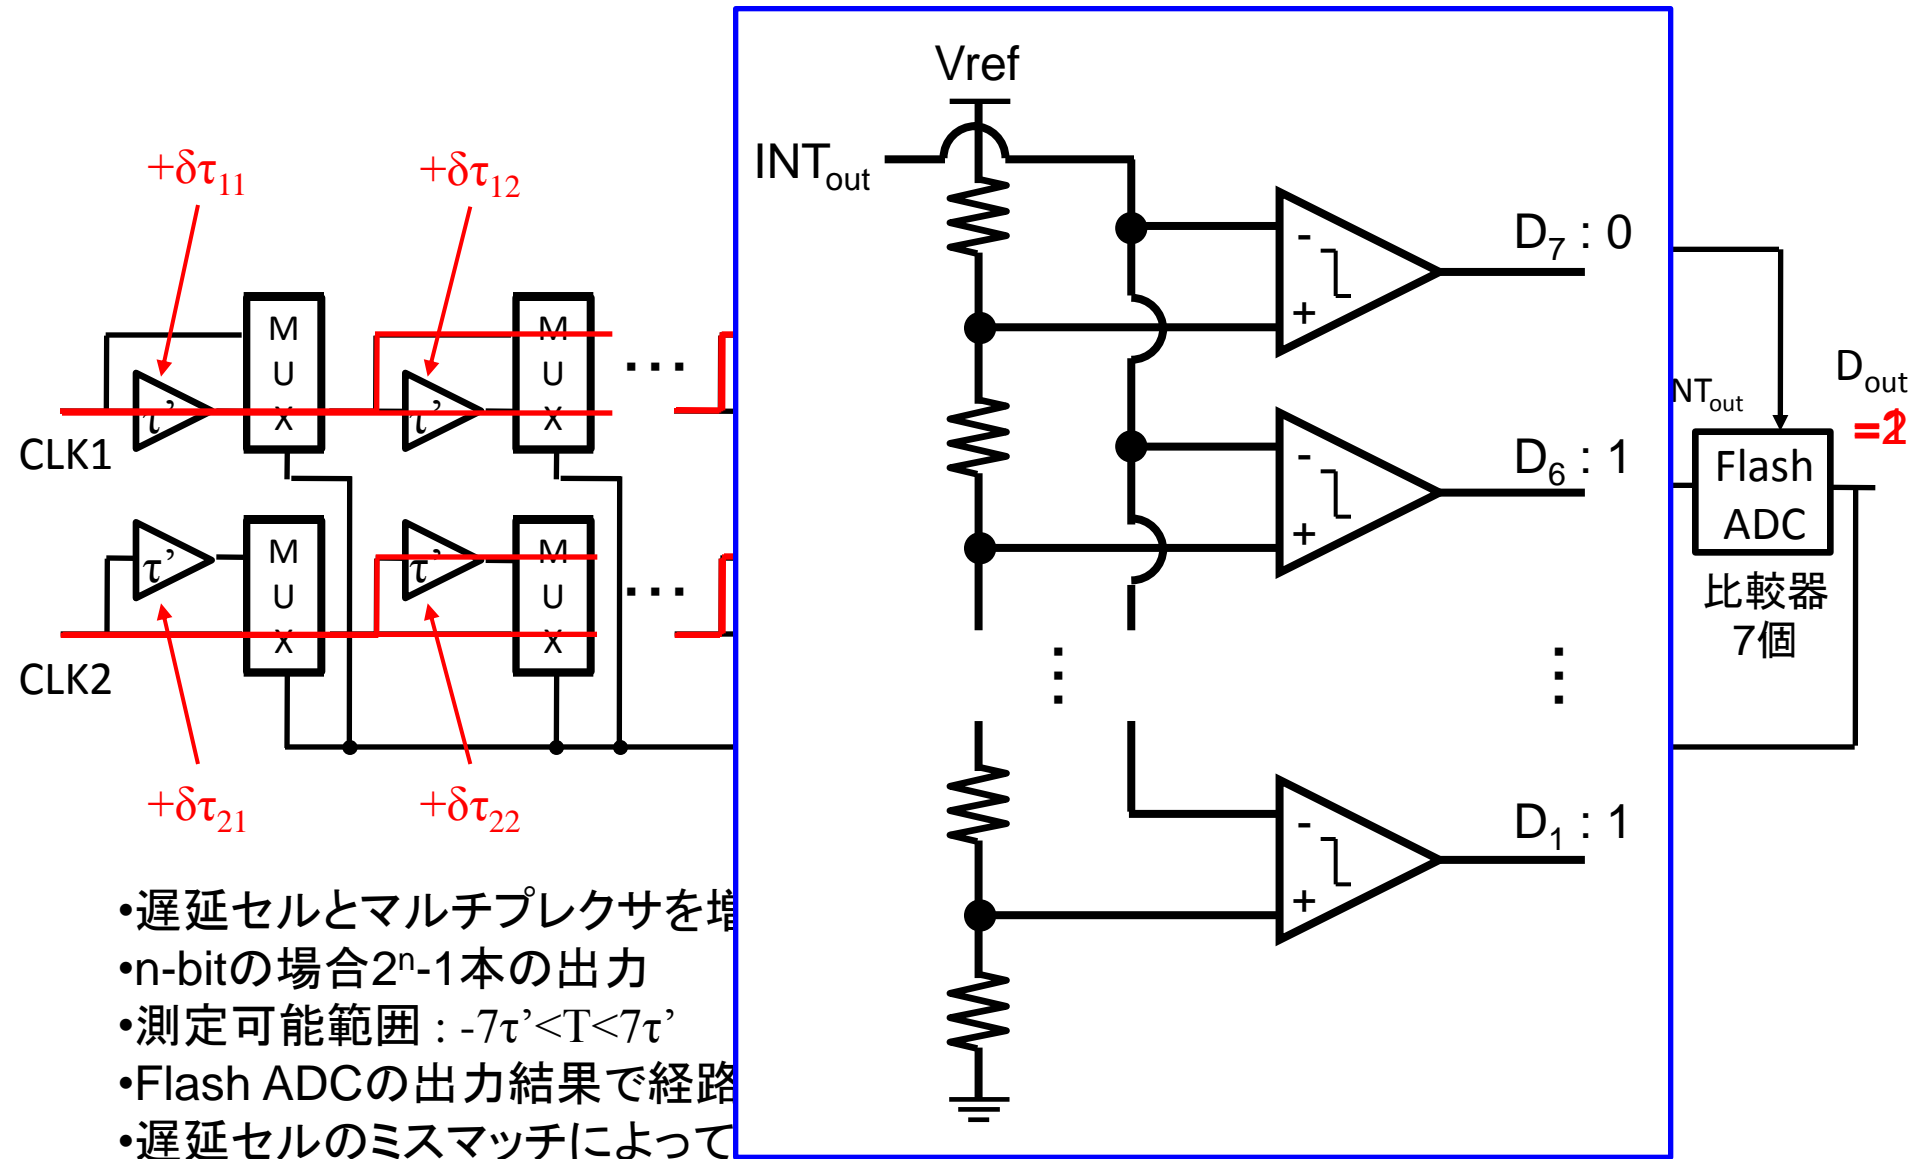 Vref
INTout
+δτ11
+δτ12
D7 : 0
M
U
X
M
U
X
τ'
τ'
...
CLK1
Dout
NTout
D6 : 1
Flash
ADC
比較器
7個
M
U
X
M
U
X
τ'
τ'
...
CLK2
+δτ21
+δτ22
D1 : 1
- +
- +
- +
•遅延セルとマルチプレクサを増
•n-bitの場合2ⁿ-1本の出力
•測定可能範囲 : -7τ'<T<7τ'
•Flash ADCの出力結果で経路
•遅延セルのミスマッチによって